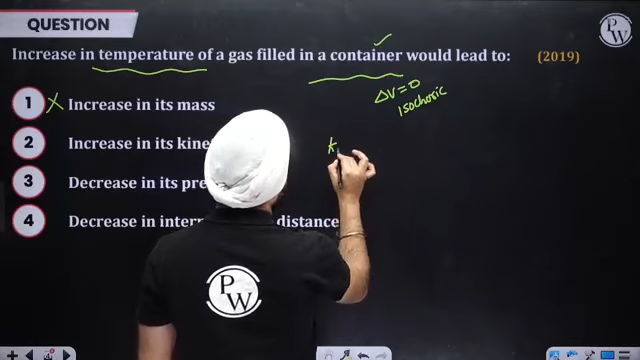 QUESTION
Increase in temperature of a gas filled in a container would lead to: (2019)
ΔV = 0
Isochoric
1 Increase in its mass
2 Increase in its kine
3 Decrease in its pre
4 Decrease in inter distance
PW
PW